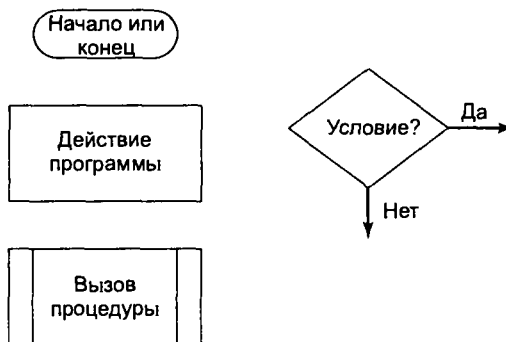 Начало или
конец
Действие
программы
Условие?
Да
Нет
Вызов
процедуры